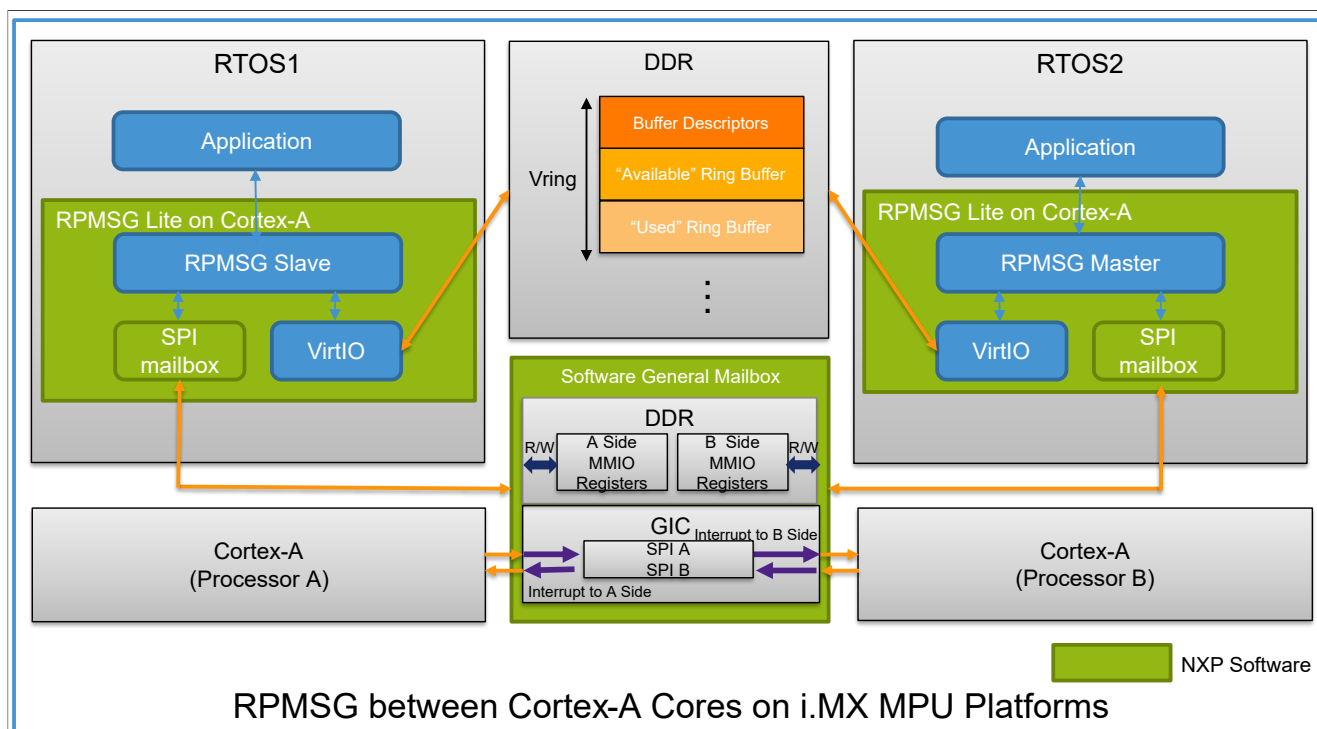 RTOS1
Application
RPMSG Lite on Cortex-A
RPMSG Slave
SPI
mailbox
VirtIO
DDR
Vring
Buffer Descriptors
“Available” Ring Buffer
“Used” Ring Buffer
RTOS2
Application
RPMSG Lite on Cortex-A
RPMSG Master
VirtIO
SPI
mailbox
Software General Mailbox
DDR
R/W
A Side
MMIO
Registers
B Side
MMIO
Registers
R/W
GIC
Interrupt to B Side
SPI A
SPI B
Interrupt to A Side
Cortex-A
(Processor A)
Cortex-A
(Processor B)
NXP Software
RPMSG between Cortex-A Cores on i.MX MPU Platforms